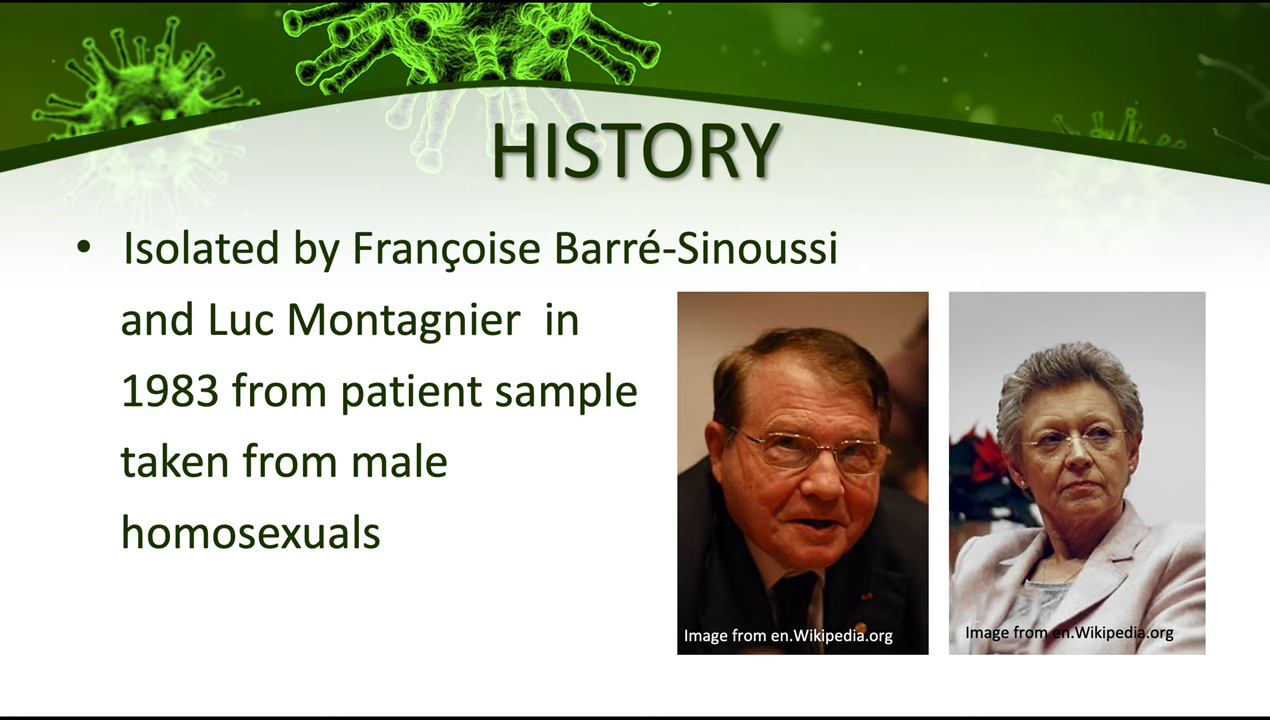 HISTORY
• Isolated by Françoise Barré-Sinoussi
and Luc Montagnier in
1983 from patient sample
taken from male
homosexuals
Image from en.Wikipedia.org
Image from en.Wikipedia.org